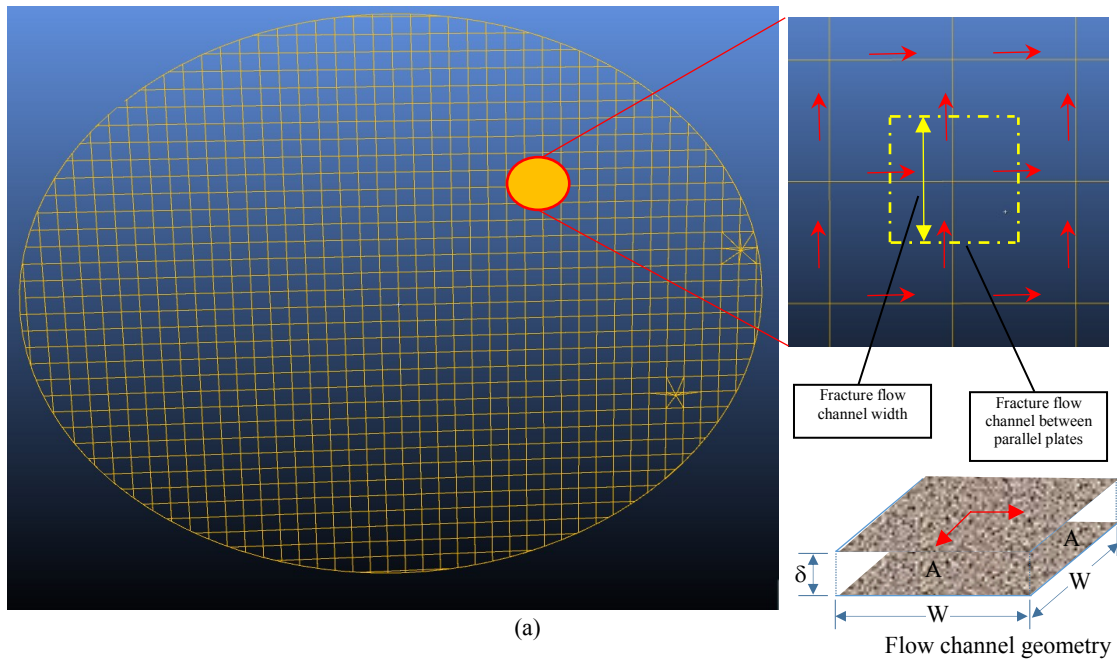 Fracture flow
channel width
Fracture flow
channel between
parallel plates
A
A
δ
W
W
(a)
Flow channel geometry